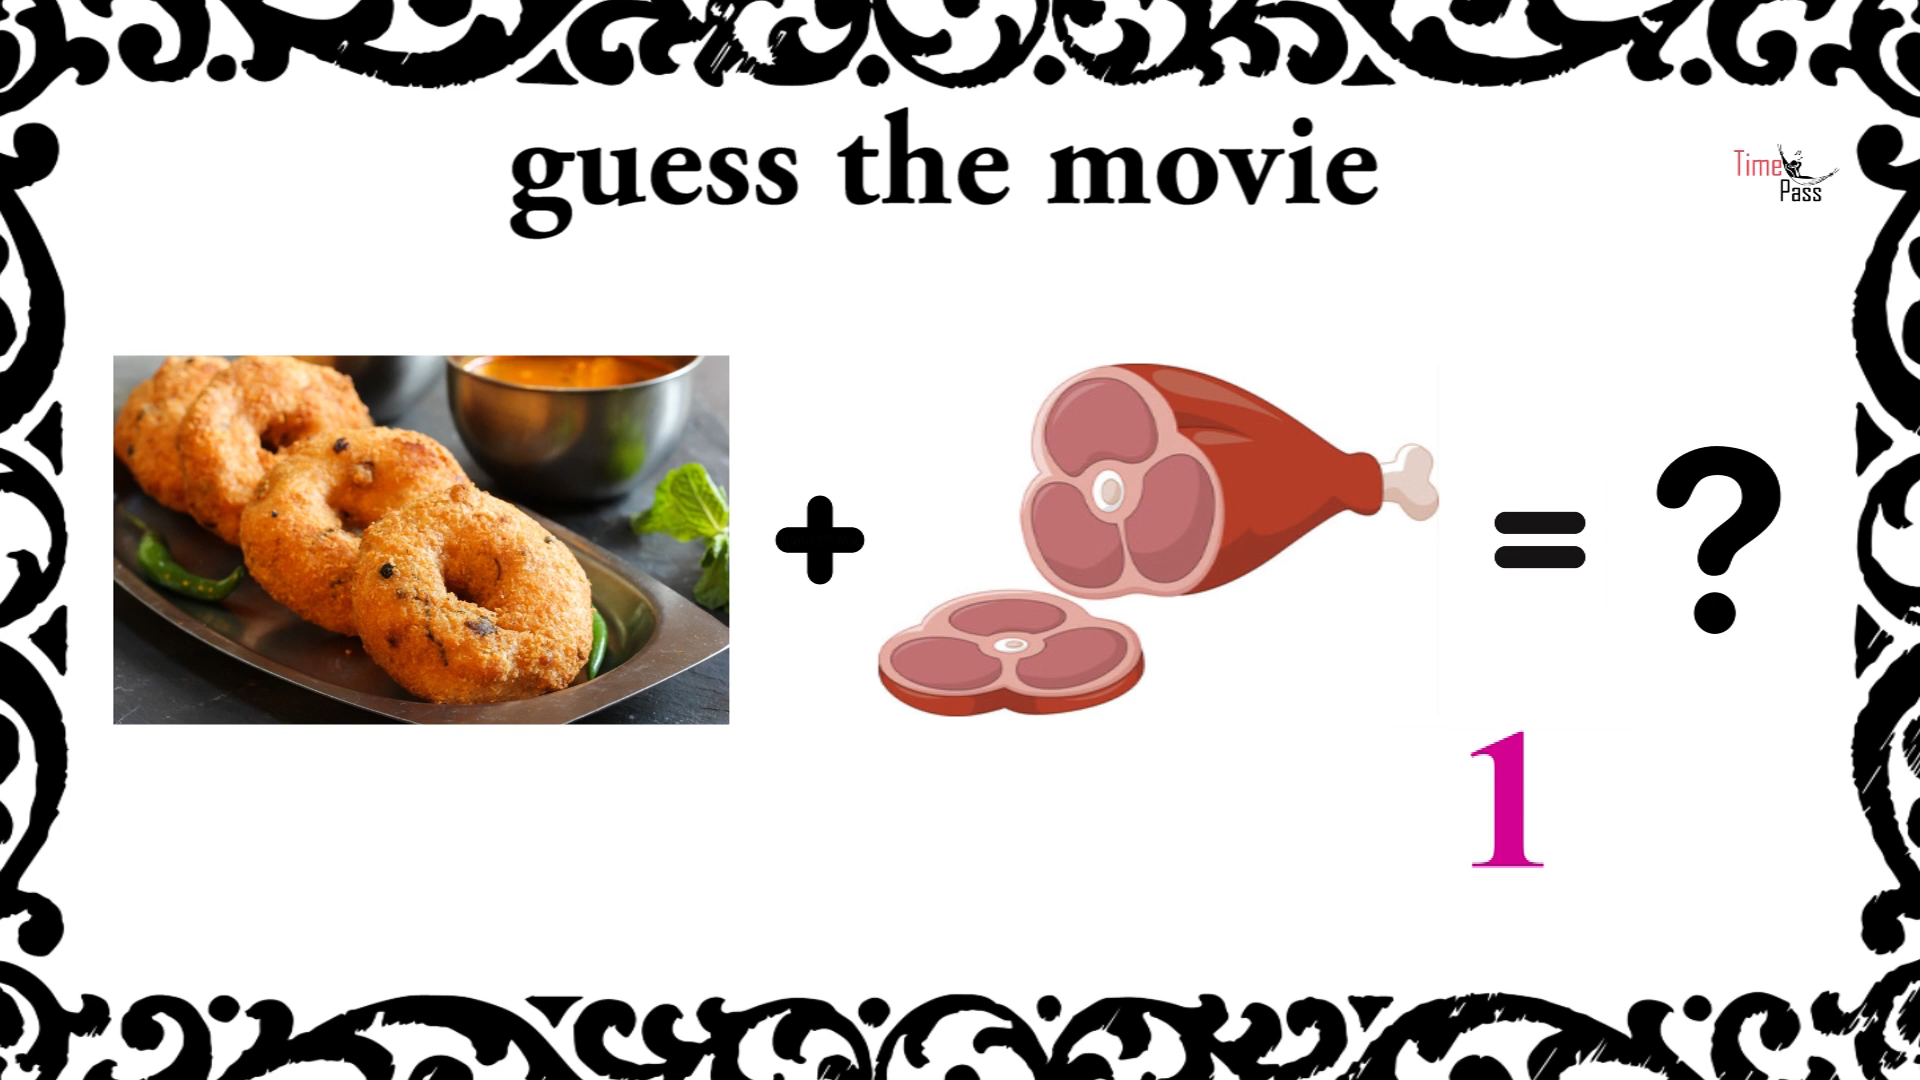 guess the movie
Time
Pass
+
= ?
1